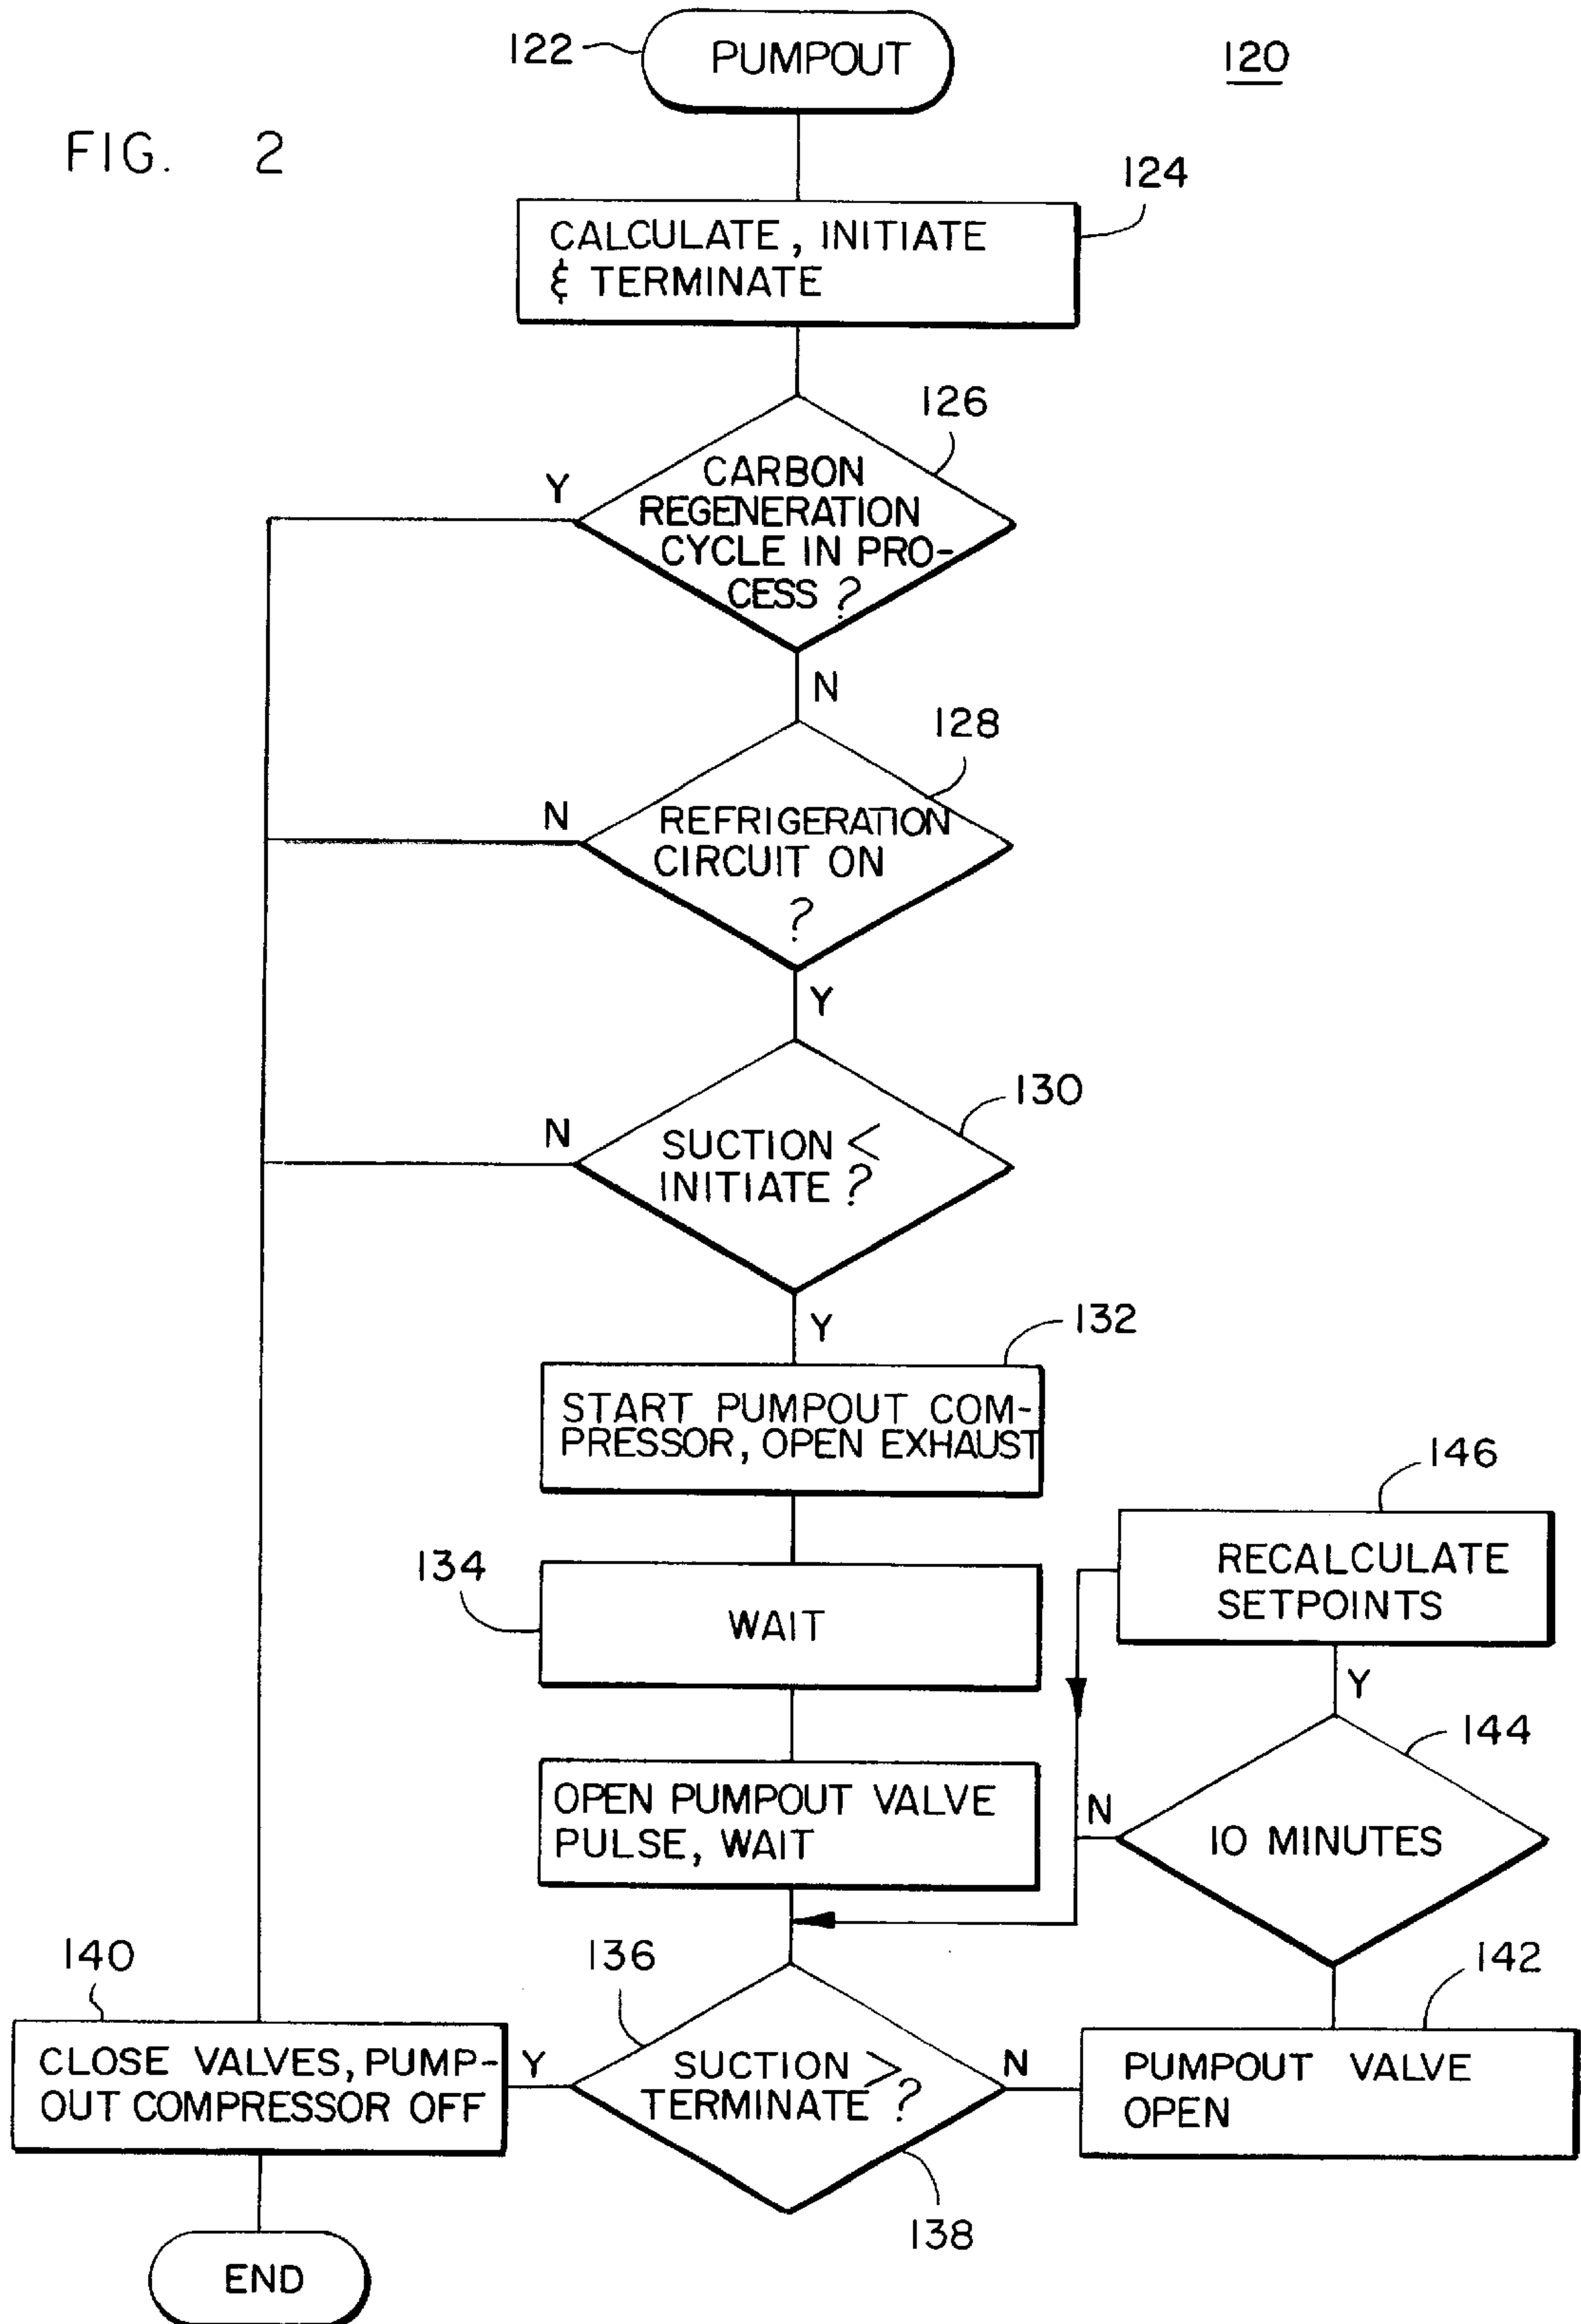 122
PUMPOUT
120
FIG. 2
124
CALCULATE, INITIATE
& TERMINATE
126
Y
CARBON
REGENERATION
CYCLE IN PRO-
CESS ?
N
128
N
REFRIGERATION
CIRCUIT ON
?
Y
130
N
SUCTION <
INITIATE ?
Y
132
START PUMPOUT COM-
PRESSOR, OPEN EXHAUST
146
RECALCULATE
SETPOINTS
134
WAIT
Y
144
OPEN PUMPOUT VALVE
PULSE, WAIT
N
10 MINUTES
140
136
142
CLOSE VALVES, PUMP-
OUT COMPRESSOR OFF
Y
SUCTION >
TERMINATE ?
N
PUMPOUT VALVE
OPEN
138
END